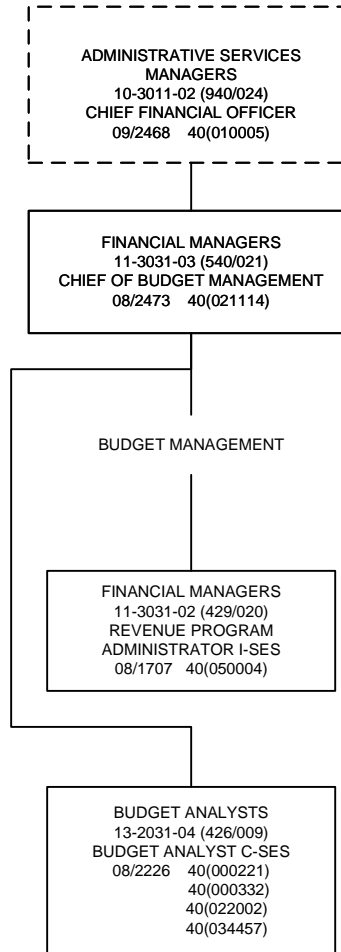 ADMINISTRATIVE SERVICES
MANAGERS
10-3011-02 (940/024)
CHIEF FINANCIAL OFFICER
09/2468 40(010005)
FINANCIAL MANAGERS
11-3031-03 (540/021)
CHIEF OF BUDGET MANAGEMENT
08/2473 40(021114)
BUDGET MANAGEMENT
FINANCIAL MANAGERS
11-3031-02 (429/020)
REVENUE PROGRAM
ADMINISTRATOR I-SES
08/1707 40(050004)
BUDGET ANALYSTS
13-2031-04 (426/009)
BUDGET ANALYST C-SES
08/2226 40(000221)
40(000332)
40(022002)
40(034457)